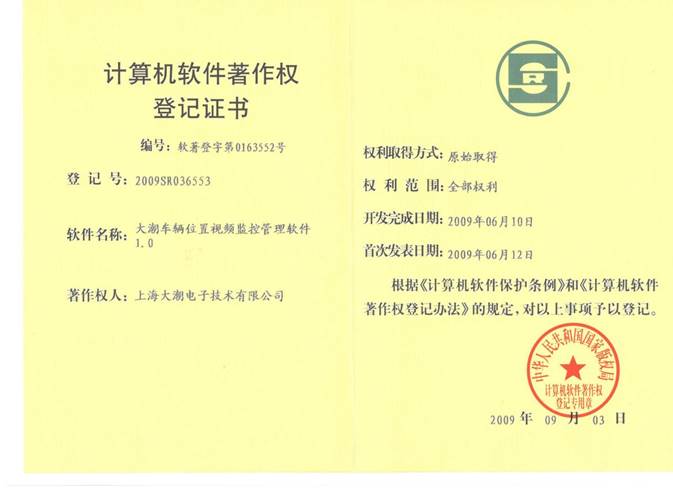 计算机软件著作权
登记证书
编号：软著登字第0163552号
登 记 号：2009SR036553
软件名称：大潮车辆位置视频监控管理软件
1.0
著作权人：上海大潮电子技术有限公司
SR
权利取得方式：原始取得
权 利 范 围：全部权利
开发完成日期：2009年06月10日
首次发表日期：2009年06月12日
根据《计算机软件保护条例》和《计算机软件
著作权登记办法》的规定，对以上事项予以登记。
中华人民共和国国家版权局
计算机软件著作权
登记专用章
2009 年 09 月 03 日